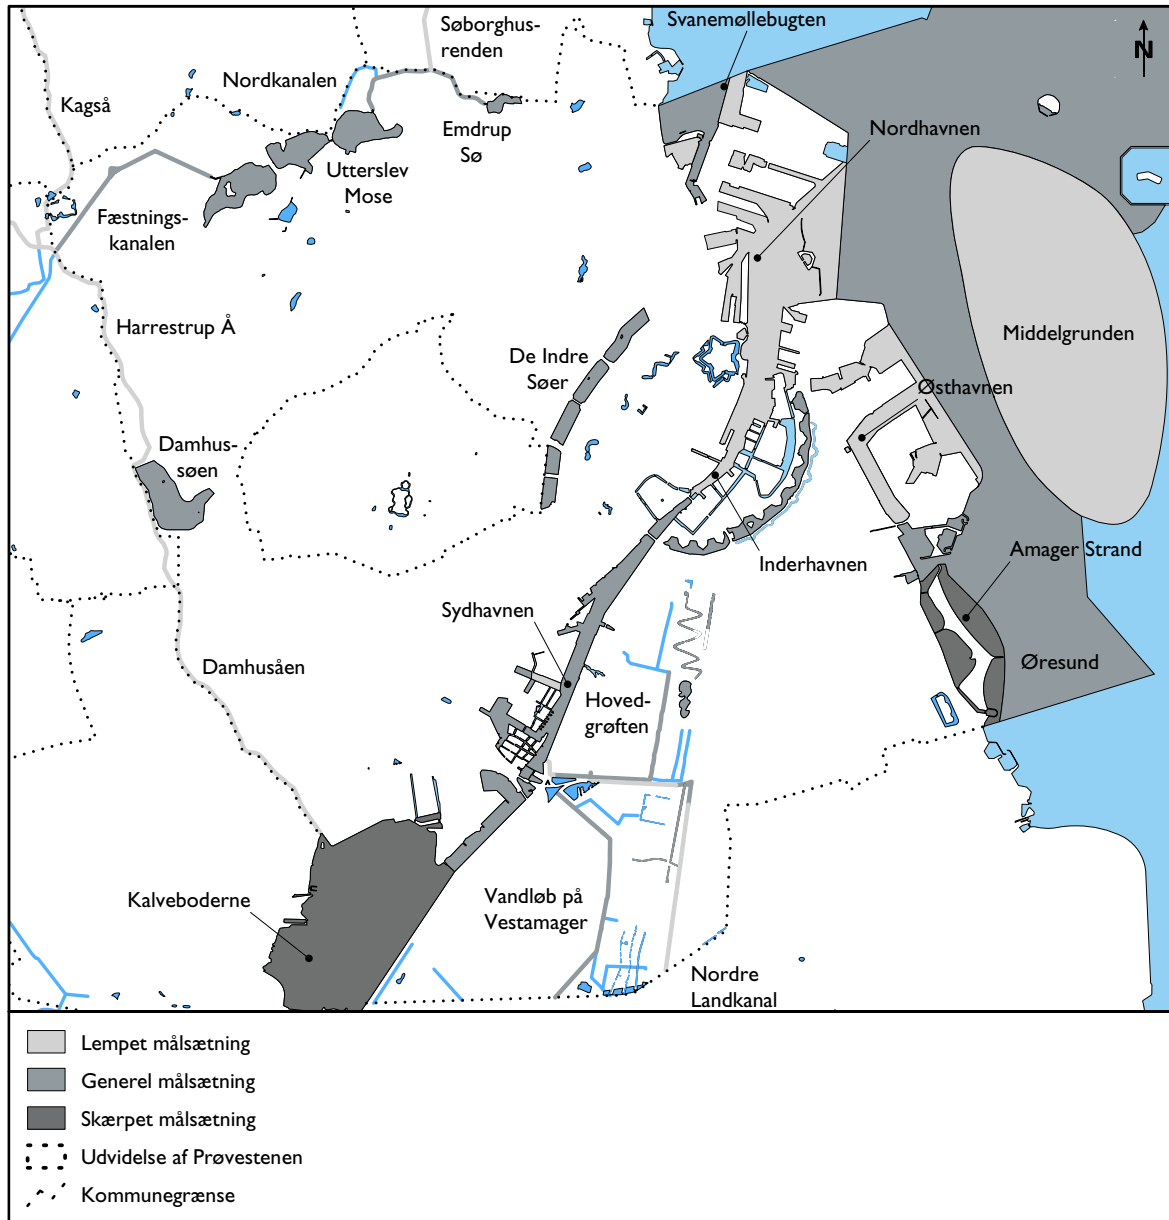 Svanemøllebugten
Søborghus-
renden
N
Nordkanalen
Kagså
Nordhavnen
Emdrup
Sø
Utterslev
Mose
Fæstnings-
kanalen
Harrestrup Å
Middelgrunden
De Indre
Søer
Østhavnen
Damhus-
søen
Amager Strand
Inderhavnen
Sydhavnen
Damhusåen
Øresund
Hoved-
grøften
Kalveboderne
Vandløb på
Vestamager
Nordre
Landkanal
Lempet målsætning
Generel målsætning
Skærpet målsætning
Udvidelse af Prøvestenen
Kommunegrænse